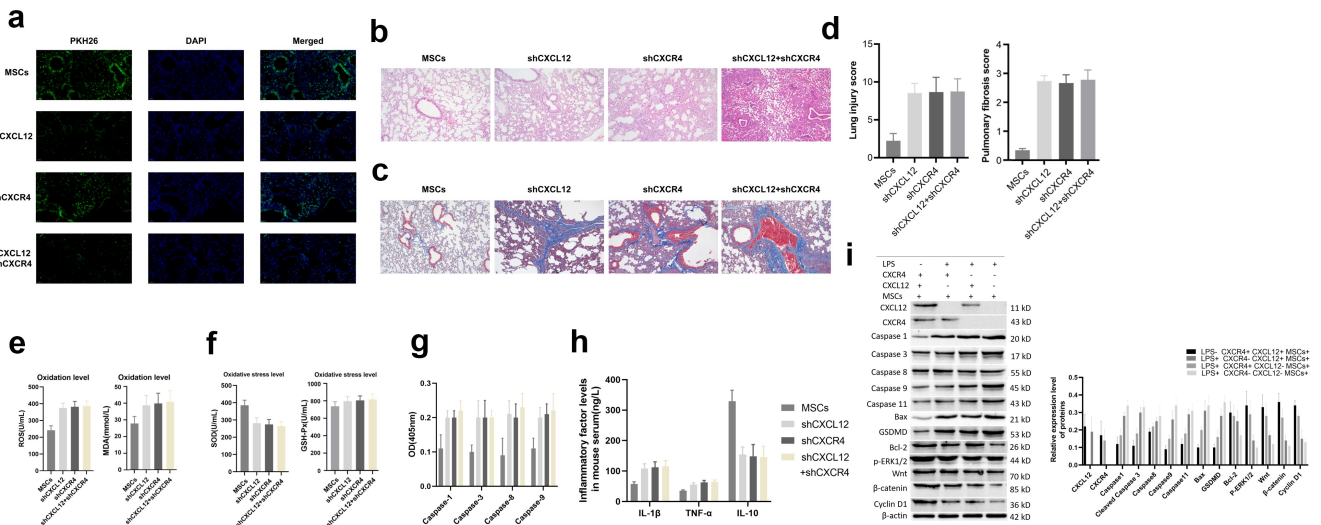 a
PKH26 DAPI Merged
MSCs
CXCL12
CXCR4
CXCL12
hCXCR4
b
MSCs shCXCL12 shCXCR4 shCXCL12+shCXCR4
c
MSCs shCXCL12 shCXCR4 shCXCL12+shCXCR4
d
Lung injury score
15
10
5
0
MSCs shCXCL12 shCXCR4 shCXCL12+shCXCR4
Pulmonary fibrosis score
4
3
2
1
0
MSCs shCXCL12 shCXCR4 shCXCL12+shCXCR4
e
Oxidation level
ROS(U/mL)
500
400
300
200
100
0
MSCs shCXCL12 shCXCR4 shCXCL12+shCXCR4
Oxidation level
MDA(mmol/L)
50
40
30
20
10
0
MSCs shCXCL12 shCXCR4 shCXCL12+shCXCR4
f
Oxidative stress level
SOD(U/mL)
500
400
300
200
100
0
MSCs shCXCL12 shCXCR4 shCXCL12+shCXCR4
Oxidative stress level
GSH-Px(U/mL)
1000
800
600
400
200
0
MSCs shCXCL12 shCXCR4 shCXCL12+shCXCR4
g
OD(405nm)
0.3
0.2
0.1
0.0
Caspase-1 Caspase-3 Caspase-8 Caspase-9
MSCs
shCXCL12
shCXCR4
shCXCL12
+shCXCR4
h
Inflammatory factor levels
in mouse serum(ng/L)
400
300
200
100
0
IL-1β TNF-α IL-10
i
LPS - + + +
CXCR4 + + - -
CXCL12 + - + -
MSCs + + + +
CXCL12 11 kD
CXCR4 43 kD
Caspase 1 20 kD
Caspase 3 17 kD
Caspase 8 55 kD
Caspase 9 45 kD
Caspase 11 43 kD
Bax 21 kD
GSDMD 53 kD
Bcl-2 26 kD
p-ERK1/2 44 kD
Wnt 70 kD
β-catenin 85 kD
Cyclin D1 36 kD
β-actin 42 kD
LPS- CXCR4+ CXCL12+ MSCs+
LPS+ CXCR4- CXCL12+ MSCs+
LPS+ CXCR4+ CXCL12- MSCs+
LPS+ CXCR4- CXCL12- MSCs+
Relative expression level
of proteins
0.5
0.4
0.3
0.2
0.1
0.0
CXCL12 CXCR4 Caspase1 Cleaved Caspase 3 Caspase8 Caspase9 Caspase11 Bax GSDMD Bcl-2 P-ERK1/2 Wnt β-catenin Cyclin D1